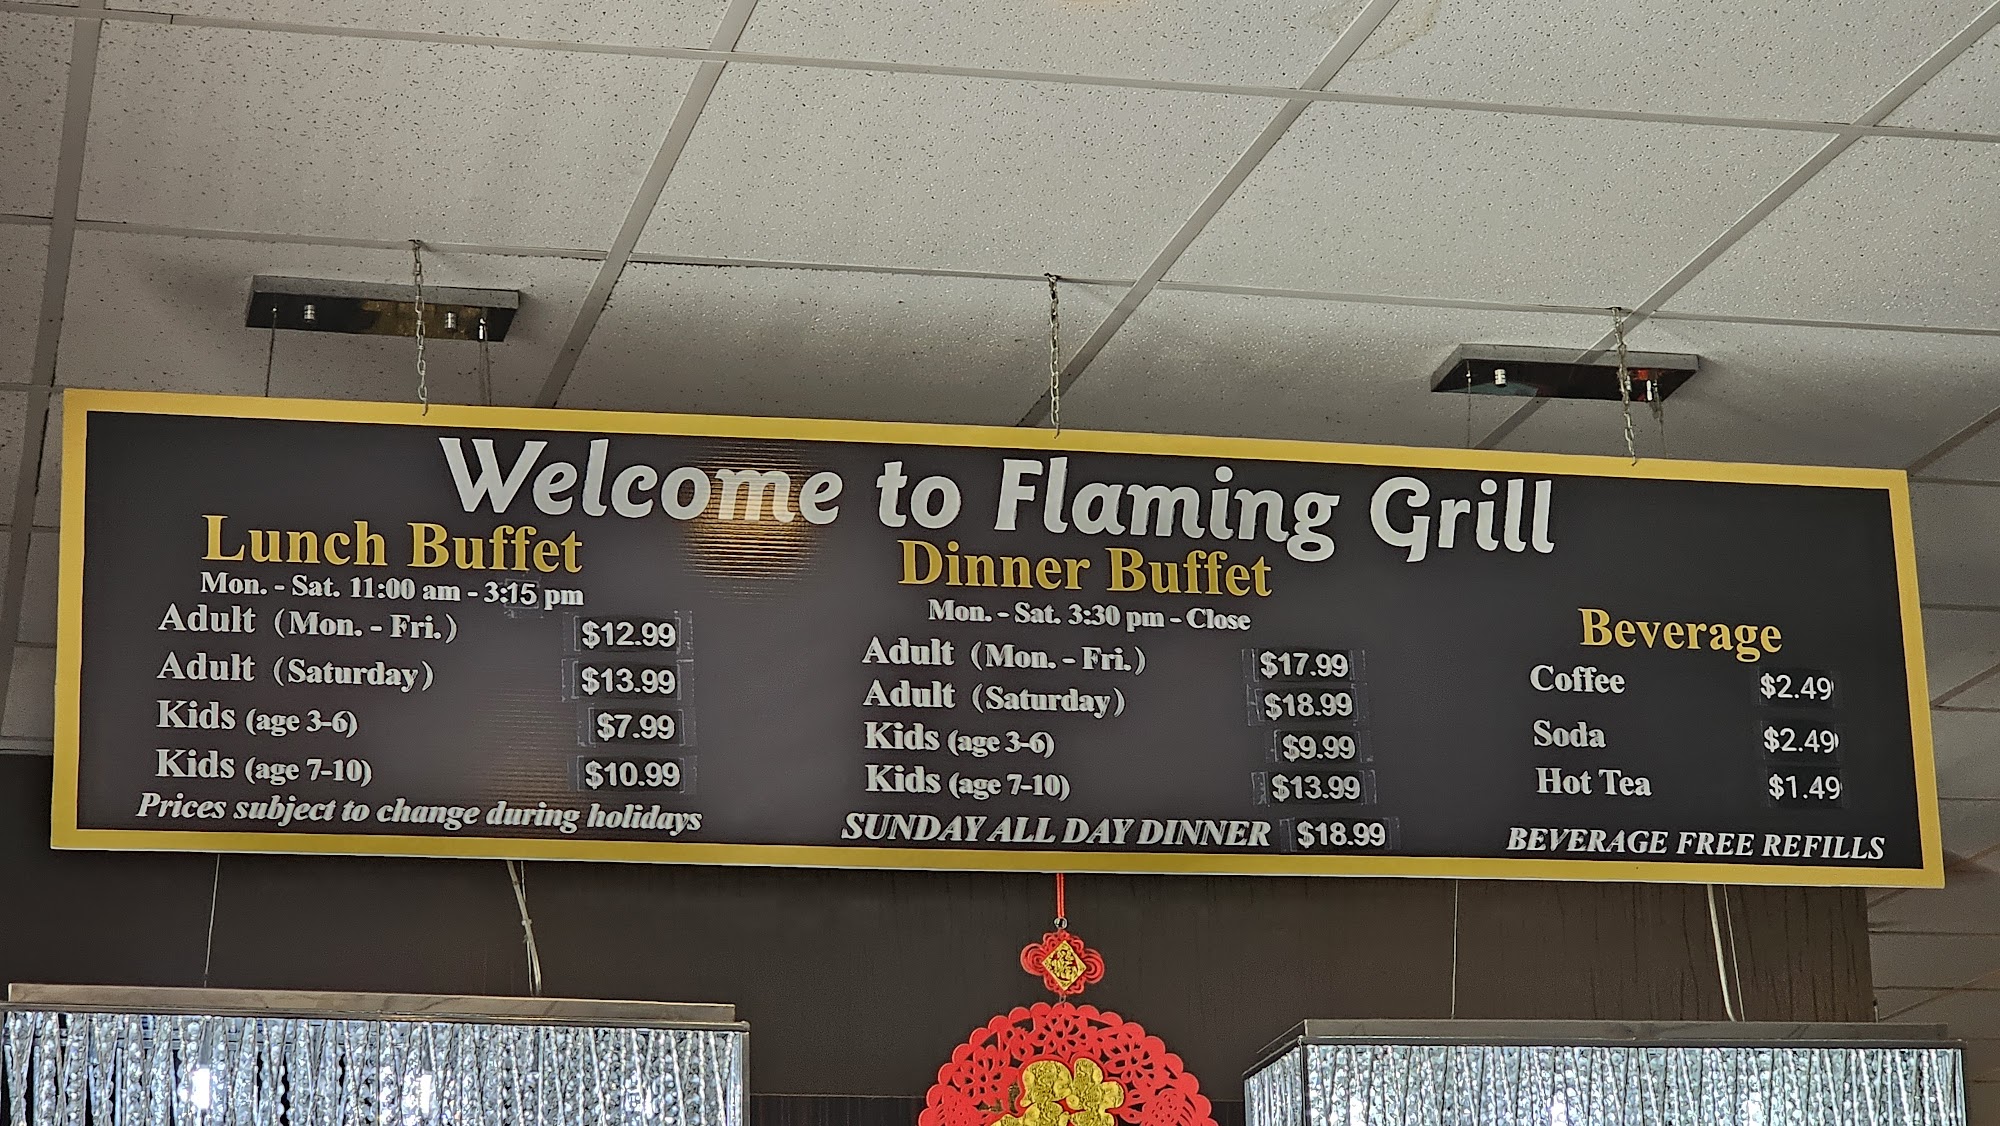 Welcome to Flaming Grill
Lunch Buffet
Mon. - Sat. 11:00 am - 3:15 pm
Adult (Mon. - Fri.) $12.99
Adult (Saturday) $13.99
Kids (age 3-6) $7.99
Kids (age 7-10) $10.99
Prices subject to change during holidays
Dinner Buffet
Mon. - Sat. 3:30 pm - Close
Adult (Mon. - Fri.) $17.99
Adult (Saturday) $18.99
Kids (age 3-6) $9.99
Kids (age 7-10) $13.99
SUNDAY ALL DAY DINNER $18.99
Beverage
Coffee $2.49
Soda $2.49
Hot Tea $1.49
BEVERAGE FREE REFILLS